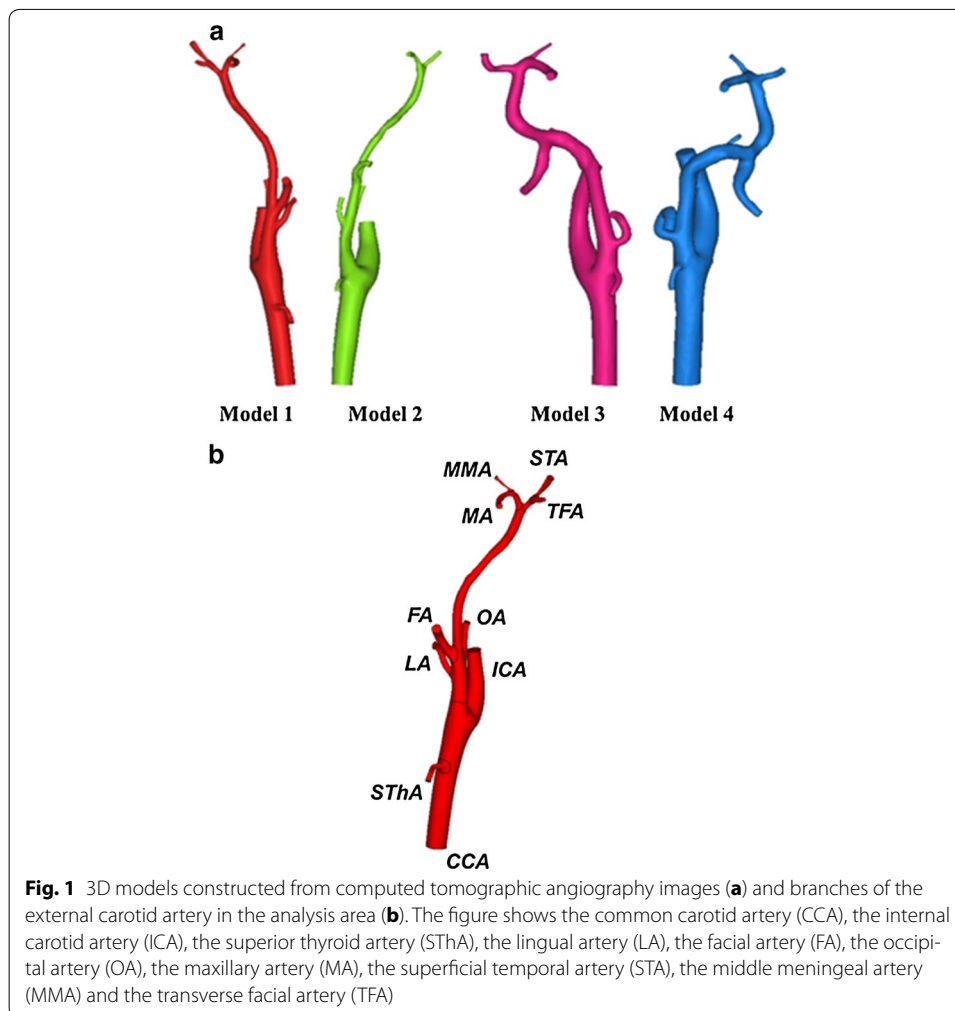 a
Model 1 Model 2 Model 3 Model 4
b
MMA STA
MA TFA
FA OA
LA ICA
SThA
CCA
Fig. 1 3D models constructed from computed tomographic angiography images (a) and branches of the
external carotid artery in the analysis area (b). The figure shows the common carotid artery (CCA), the internal
carotid artery (ICA), the superior thyroid artery (SThA), the lingual artery (LA), the facial artery (FA), the occipi-
tal artery (OA), the maxillary artery (MA), the superficial temporal artery (STA), the middle meningeal artery
(MMA) and the transverse facial artery (TFA)